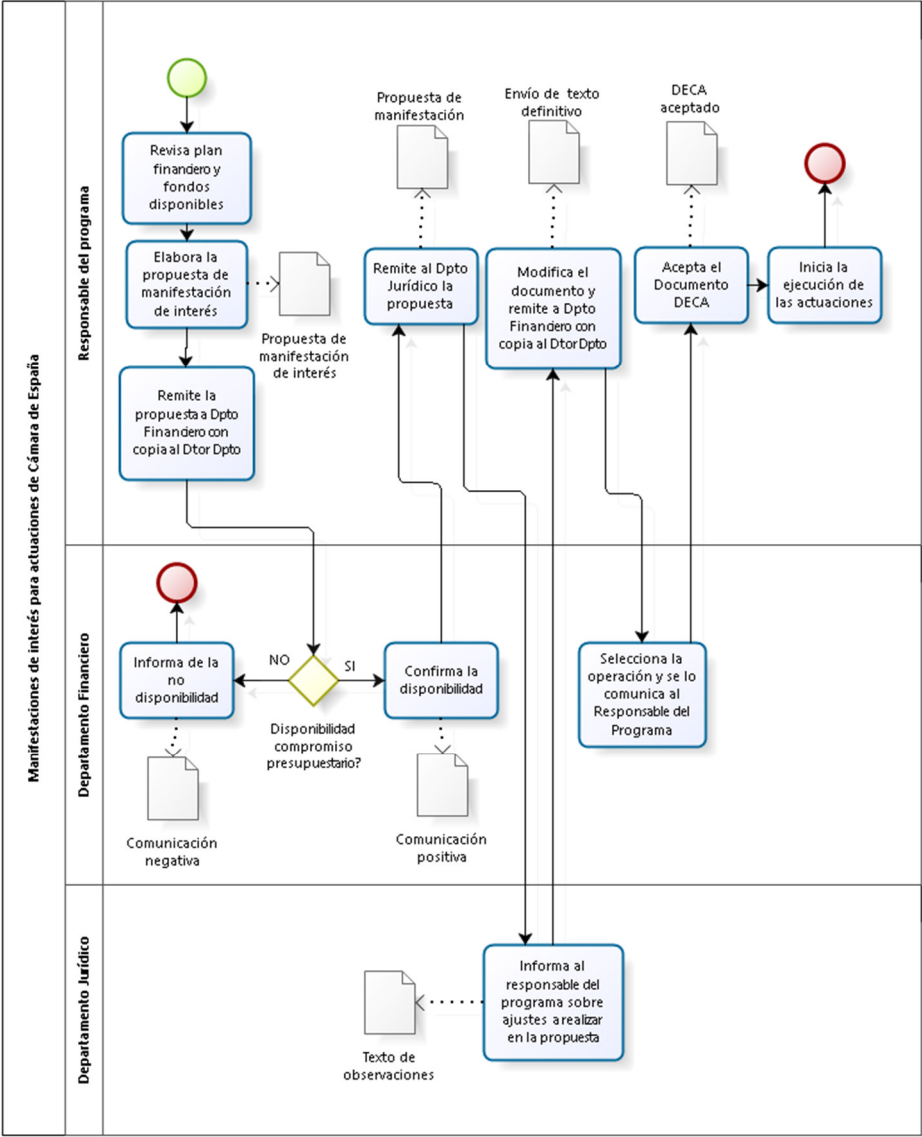 Manifestaciones de interés para actuaciones de Cámara de España
Responsable del programa
Revisa plan
financiero y
fondos
disponibles
Elabora la
propuesta de
manifestación
de interés
Propuesta de
manifestación
de interés
Remite la
propuesta a Dpto
Financiero con
copia al Dtor Dpto
Propuesta de
manifestación
Remite al Dpto
Jurídico la
propuesta
Envío de texto
definitivo
Modifica el
documento y
remite a Dpto
Financiero con
copia al Dtor Dpto
DECA
aceptado
Acepta el
Documento
DECA
Inicia la
ejecución de
las actuaciones
Departamento Financiero
Informa de la
no
disponibilidad
NO
SI
Disponibilidad
compromiso
presupuestario?
Confirma la
disponibilidad
Selecciona la
operación y se lo
comunica al
Responsable del
Programa
Comunicación
negativa
Comunicación
positiva
Departamento Jurídico
Informa al
responsable del
programa sobre
ajustes a realizar
en la propuesta
Texto de
observaciones